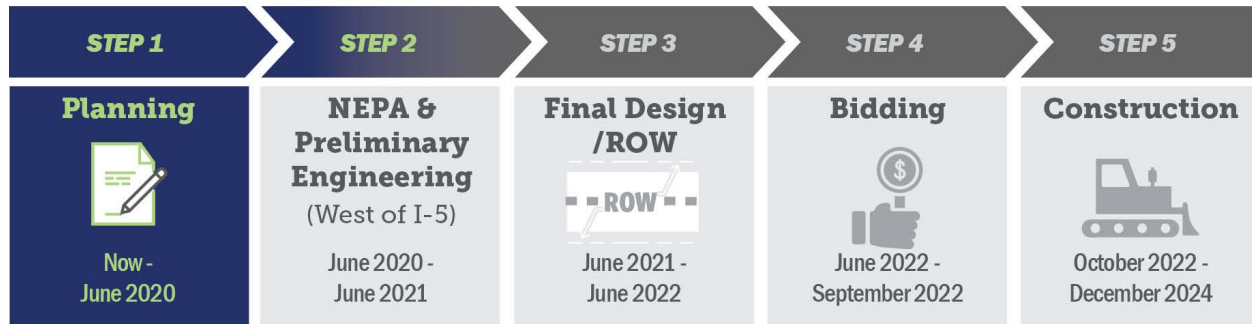 STEP 1
STEP 2
STEP 3
STEP 4
STEP 5
Planning
Now -
June 2020
NEPA &
Preliminary
Engineering
(West of I-5)
June 2020 -
June 2021
Final Design
/ROW
ROW
June 2021 -
June 2022
Bidding
$
June 2022 -
September 2022
Construction
October 2022 -
December 2024